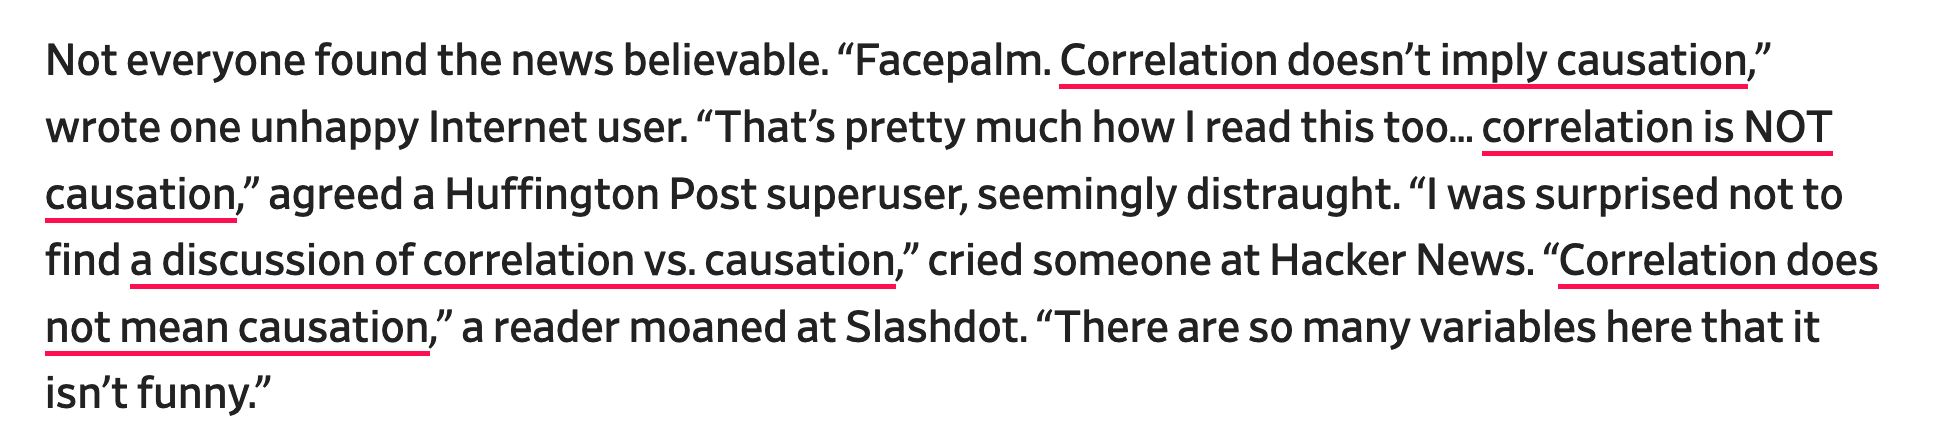 Not everyone found the news believable. “Facepalm. Correlation doesn’t imply causation,”
wrote one unhappy Internet user. “That’s pretty much how I read this too… correlation is NOT
causation,” agreed a Huffington Post superuser, seemingly distraught. “I was surprised not to
find a discussion of correlation vs. causation,” cried someone at Hacker News. “Correlation does
not mean causation,” a reader moaned at Slashdot. “There are so many variables here that it
isn’t funny.”